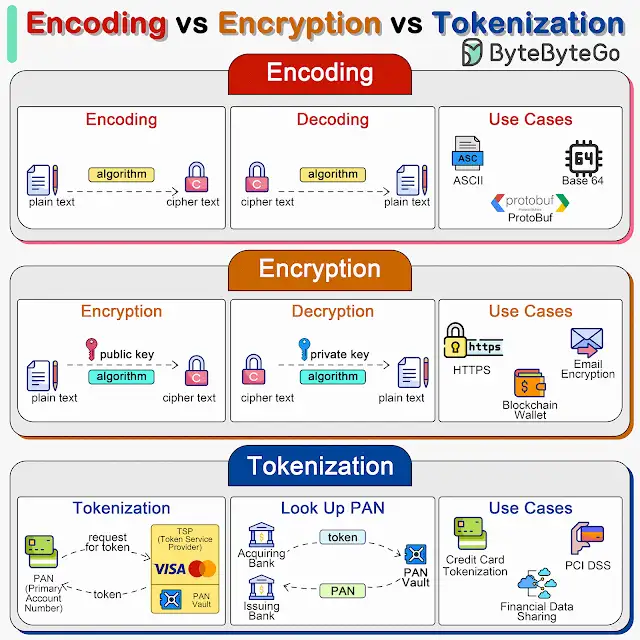 Encoding vs Encryption vs Tokenization
ByteByteGo
Encoding
Encoding
algorithm
plain text
cipher text
C
Decoding
algorithm
cipher text
plain text
C
Use Cases
ASC
ASCII
64
Base 64
protobuf
ProtoBuf
Encryption
Encryption
public key
algorithm
plain text
cipher text
C
Decryption
private key
algorithm
cipher text
plain text
C
Use Cases
https
HTTPS
Email
Encryption
Blockchain
Wallet
Tokenization
Tokenization
request
for token
token
PAN
(Primary
Account
Number)
TSP
(Token Service
Provider)
VISA
PAN
Vault
Look Up PAN
Acquiring
Bank
token
PAN
Vault
PAN
Issuing
Bank
Use Cases
Credit Card
Tokenization
PCI DSS
Financial Data
Sharing